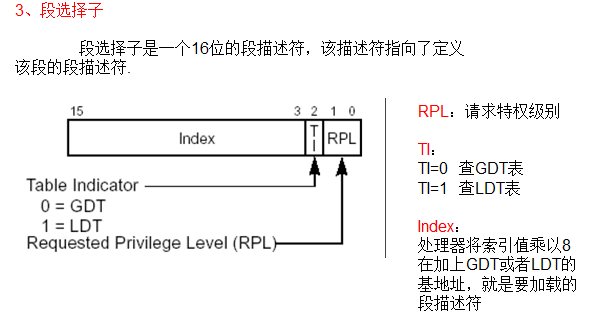 3、段选择子
段选择子是一个16位的段描述符，该描述符指向了定义
该段的段描述符.
15 3 2 1 0
Index TI RPL
Table Indicator
0 = GDT
1 = LDT
Requested Privilege Level (RPL)
RPL：请求特权级别
TI：
TI=0 查GDT表
TI=1 查LDT表
Index：
处理器将索引值乘以8
在加上GDT或者LDT的
基地址，就是要加载的
段描述符